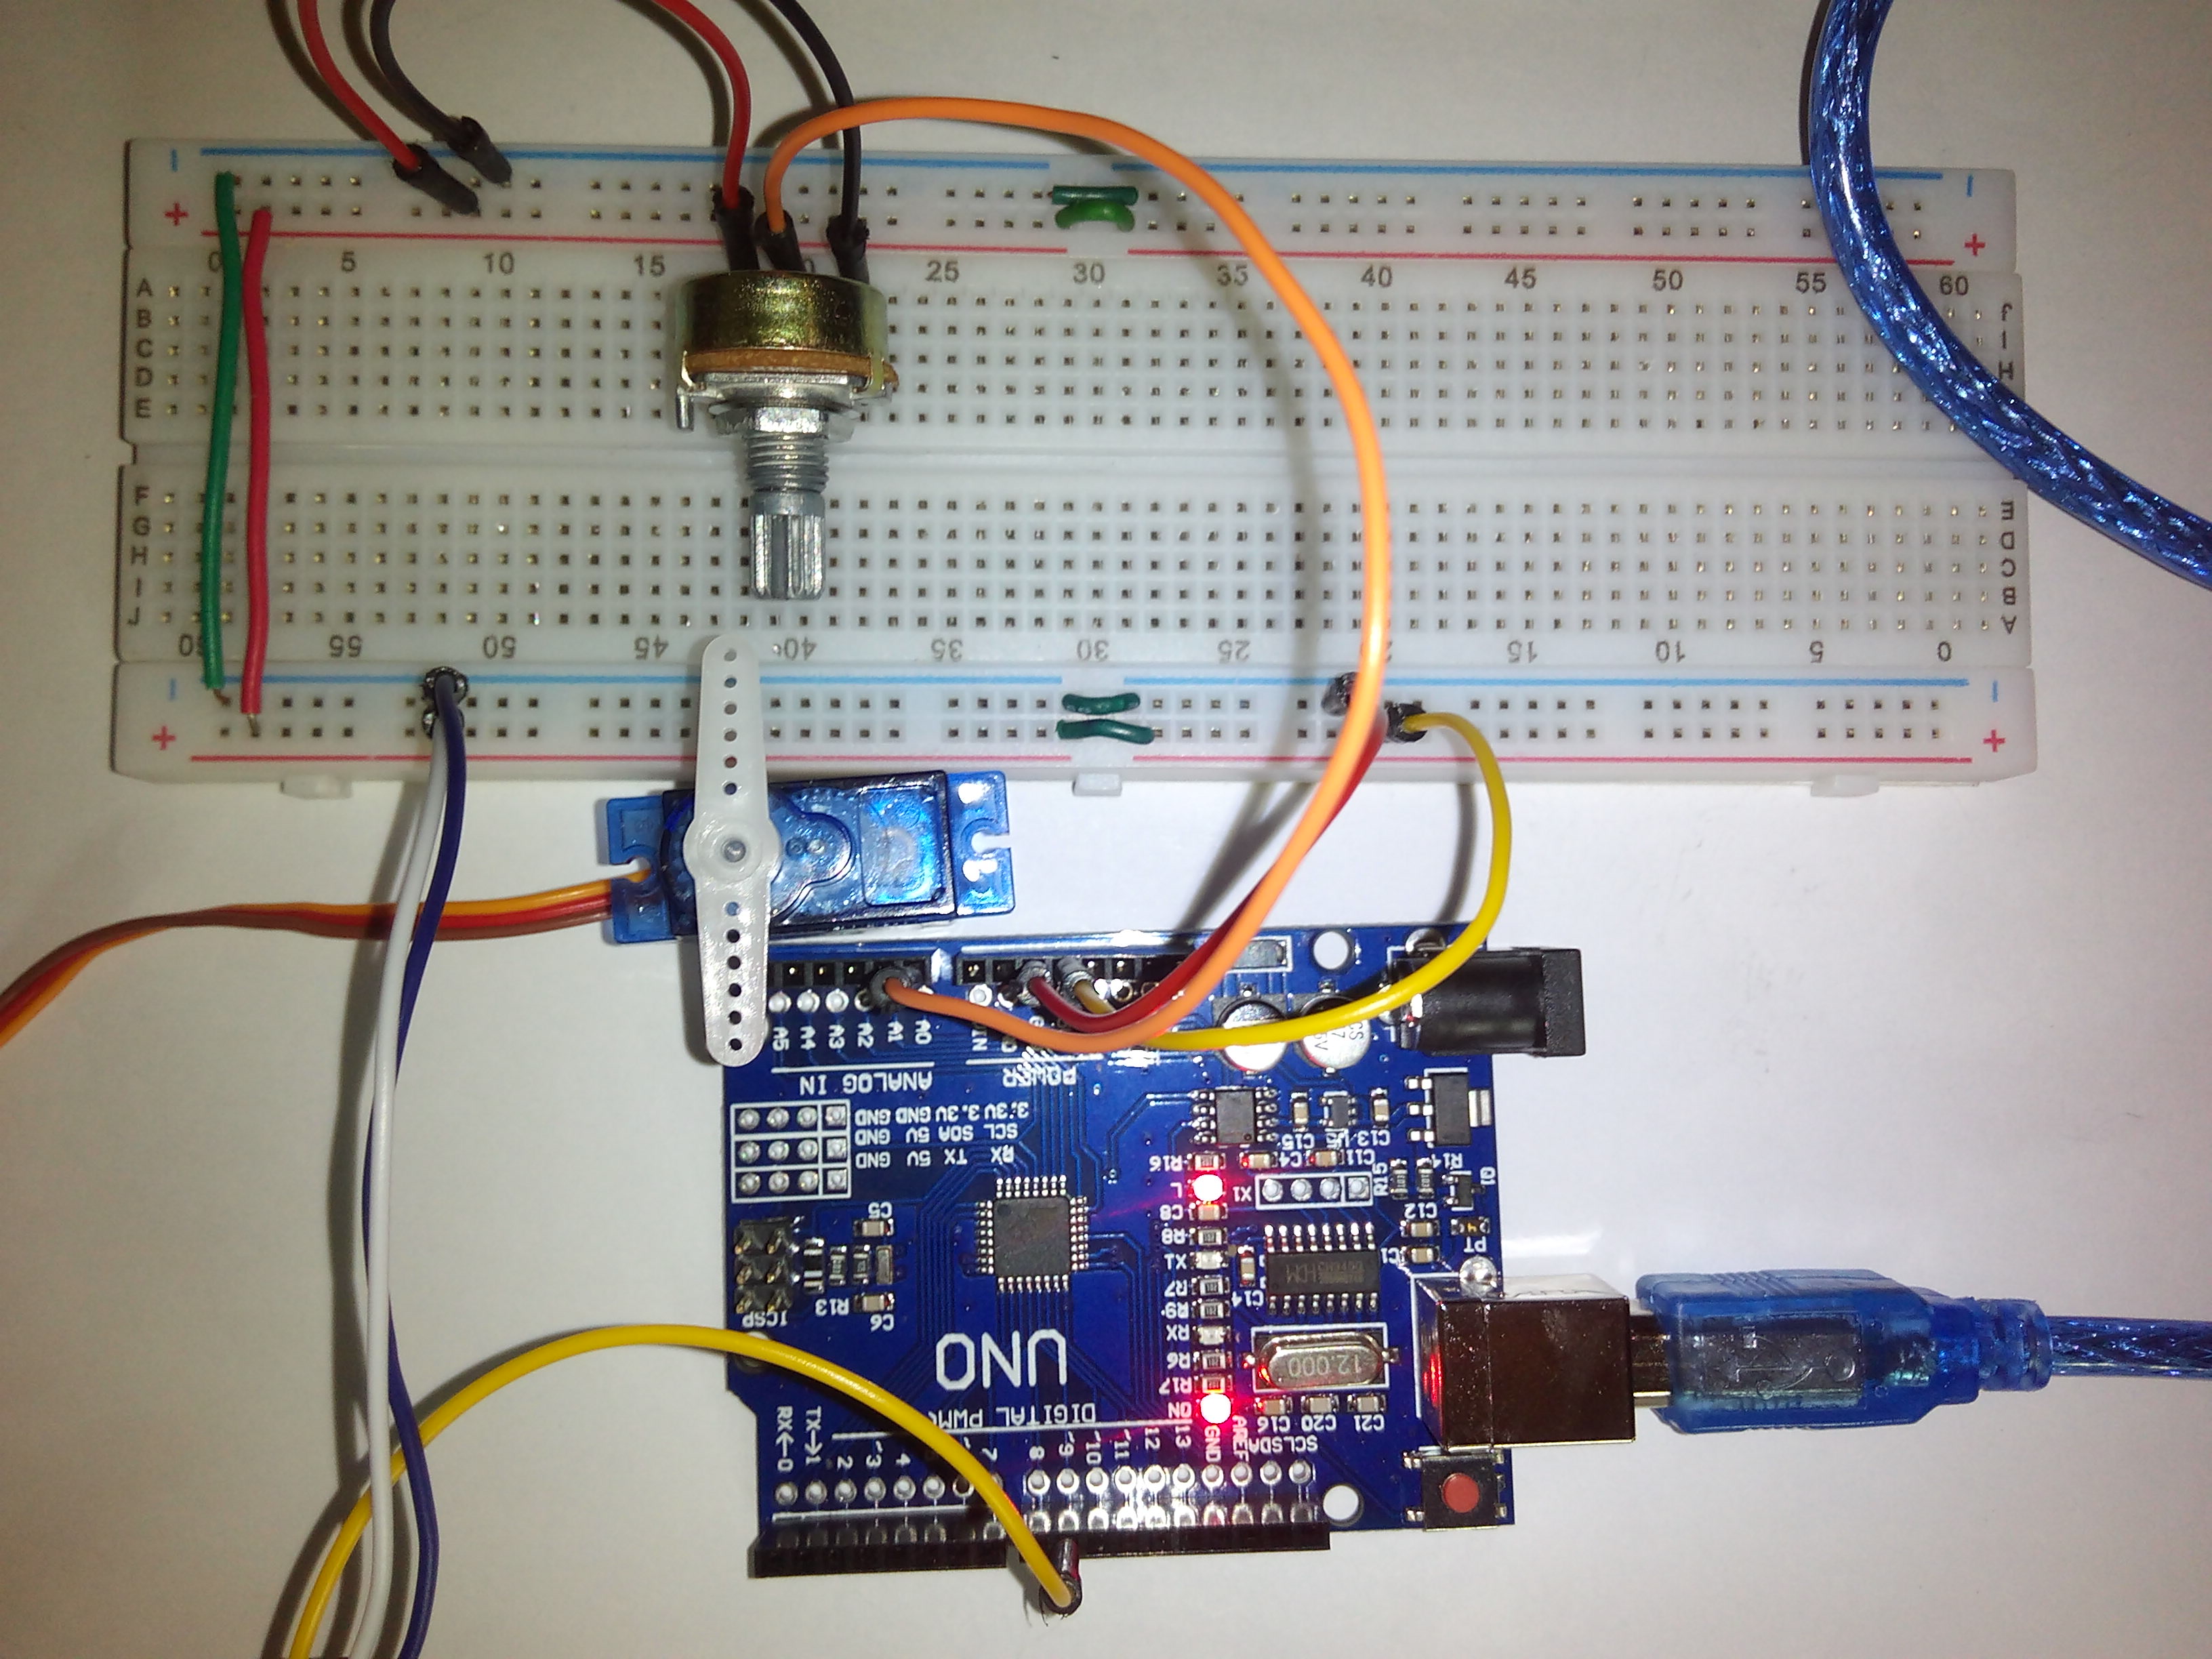 SCL SDA AREF GND 13 12 ~11 ~10 ~9 8 7 4 ~3 2 TX→1 RX←0
DIGITAL
UNO
C21 C20 C16
ON
R17
R6
RX
R9
R7
XT
R8
C8
L
R16
12.000
C14
PT
C1
C12
R14
R15
X1
C11
C4
C13
C15
C6
R13
ICSP
C5
RX TX 5V GND
SCL SOA 5V GND
3.3V 3.3V GND GND
POWER
ANALOG IN
A0 A1 A2 A3 A4 A5
+ +
- -
0 5 10 15 25 30 35 40 45 50 55 60
A J
B I
C H
D G
E F
E
D
H C
I B
J A
60 55 50 45 40 35 30 25 15 10 5 0
+ +
- -